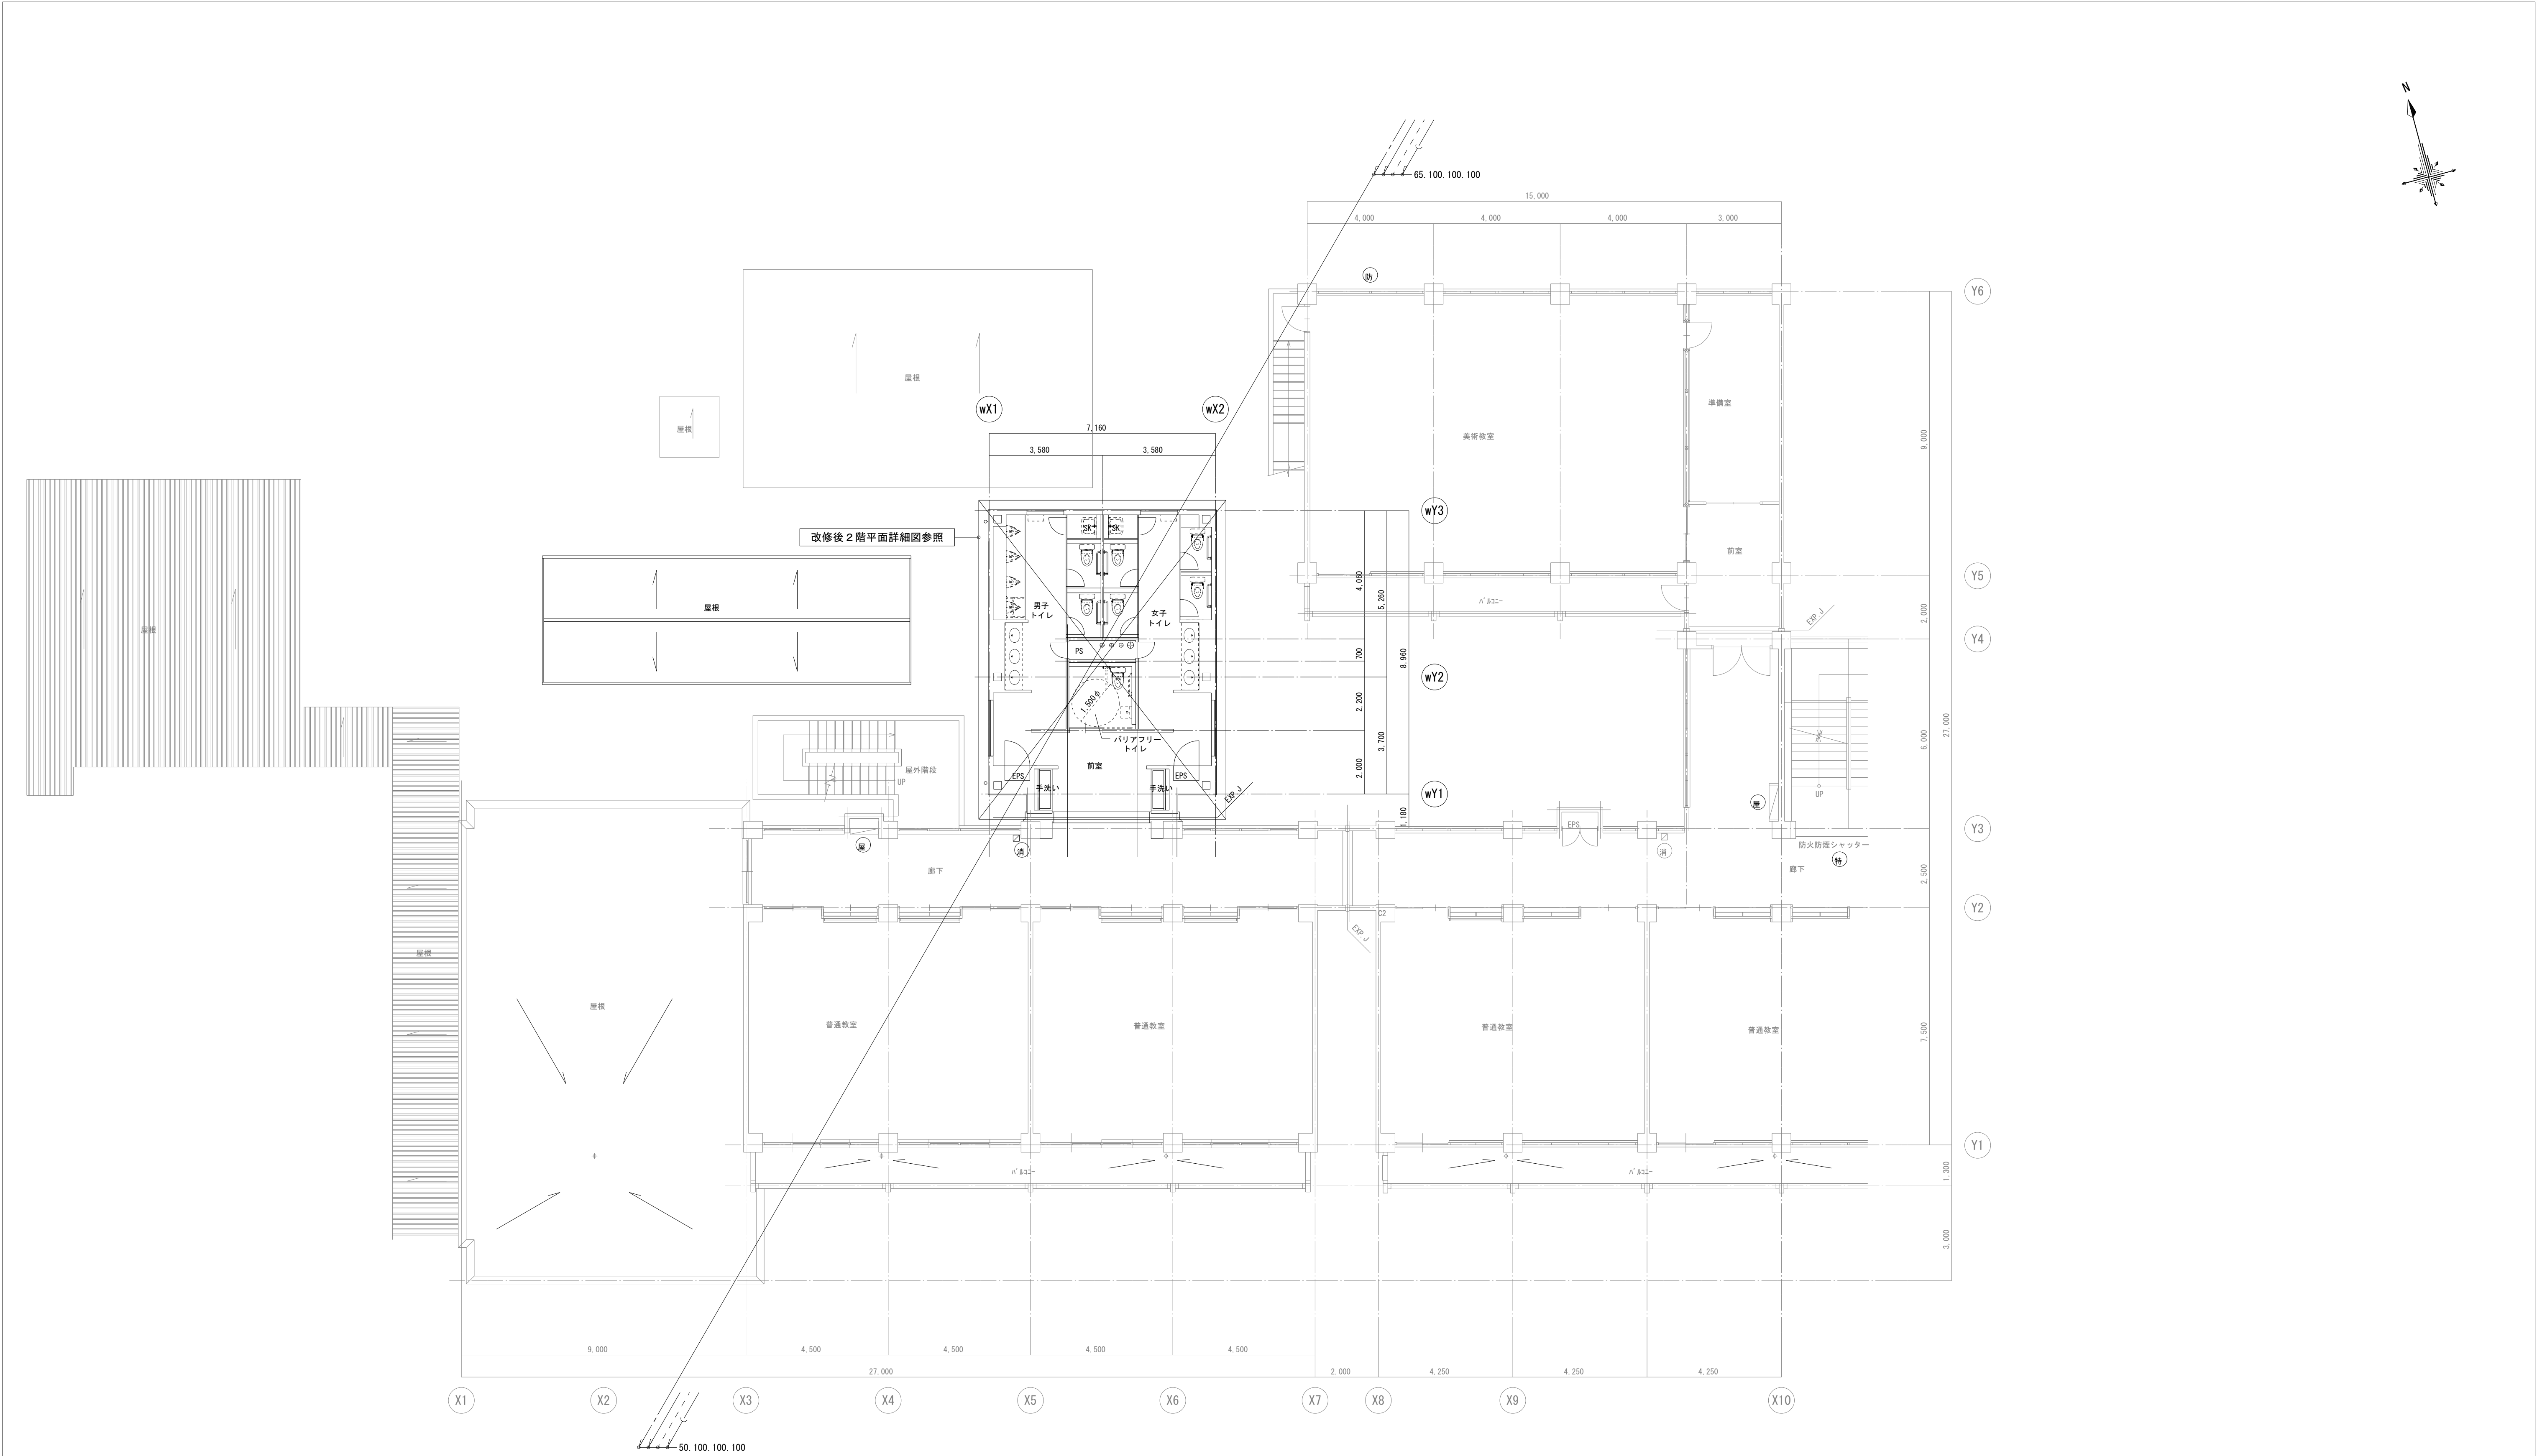 N
65.100.100.100
15,000
4,000
4,000
4,000
3,000
防
Y6
屋根
準備室
wX1
wX2
屋根
7,160
美術教室
9,000
3,580
3,580
wY3
改修後２階平面詳細図参照
SK
SK
前室
Y5
4,060
5,260
屋根
男子
トイレ
女子
トイレ
ﾊﾞﾙｺﾆｰ
2,000
EXP.J
屋根
Y4
PS
700
8,960
wY2
1,500φ
2,200
27,000
バリアフリー
トイレ
3,700
6,000
屋外階段
UP
前室
EPS
EPS
2,000
手洗い
手洗い
EXP.J
wY1
UP
屋
1,180
EPS
Y3
屋
消
消
防火防煙シャッター
特
廊下
廊下
2,500
C2
Y2
EXP.J
屋根
屋根
普通教室
普通教室
普通教室
普通教室
7,500
Y1
ﾊﾞﾙｺﾆｰ
ﾊﾞﾙｺﾆｰ
1,300
3,000
9,000
4,500
4,500
4,500
4,500
27,000
2,000
4,250
4,250
4,250
X1
X2
X3
X4
X5
X6
X7
X8
X9
X10
50.100.100.100